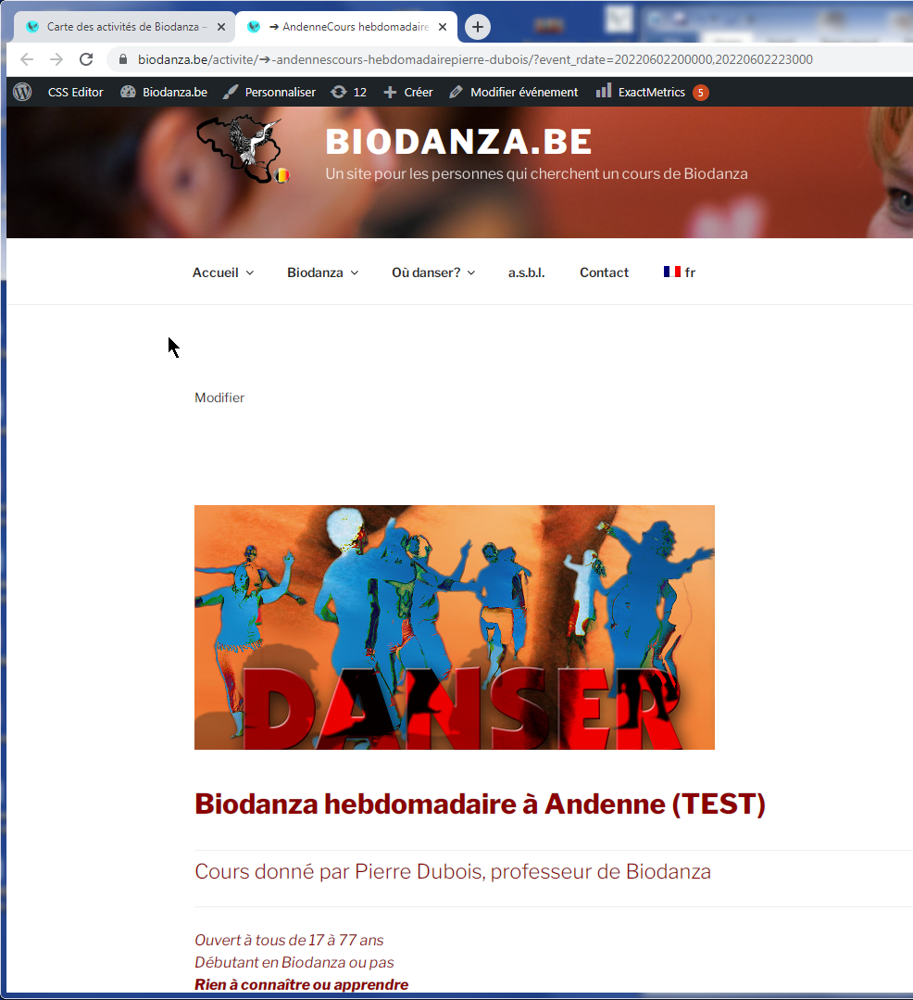 Carte des activités de Biodanza –
➔ AndenneCours hebdomadaire
biodanza.be/activite/➔-andennescours-hebdomadairepierre-dubois/?event_rdate=20220602200000,20220602223000
CSS Editor Biodanza.be Personnaliser 12 Créer Modifier événement ExactMetrics 5
BIODANZA.BE
Un site pour les personnes qui cherchent un cours de Biodanza
Accueil Biodanza Où danser? a.s.b.l. Contact fr
Modifier
DANSER
Biodanza hebdomadaire à Andenne (TEST)
Cours donné par Pierre Dubois, professeur de Biodanza
Ouvert à tous de 17 à 77 ans
Débutant en Biodanza ou pas
Rien à connaître ou apprendre